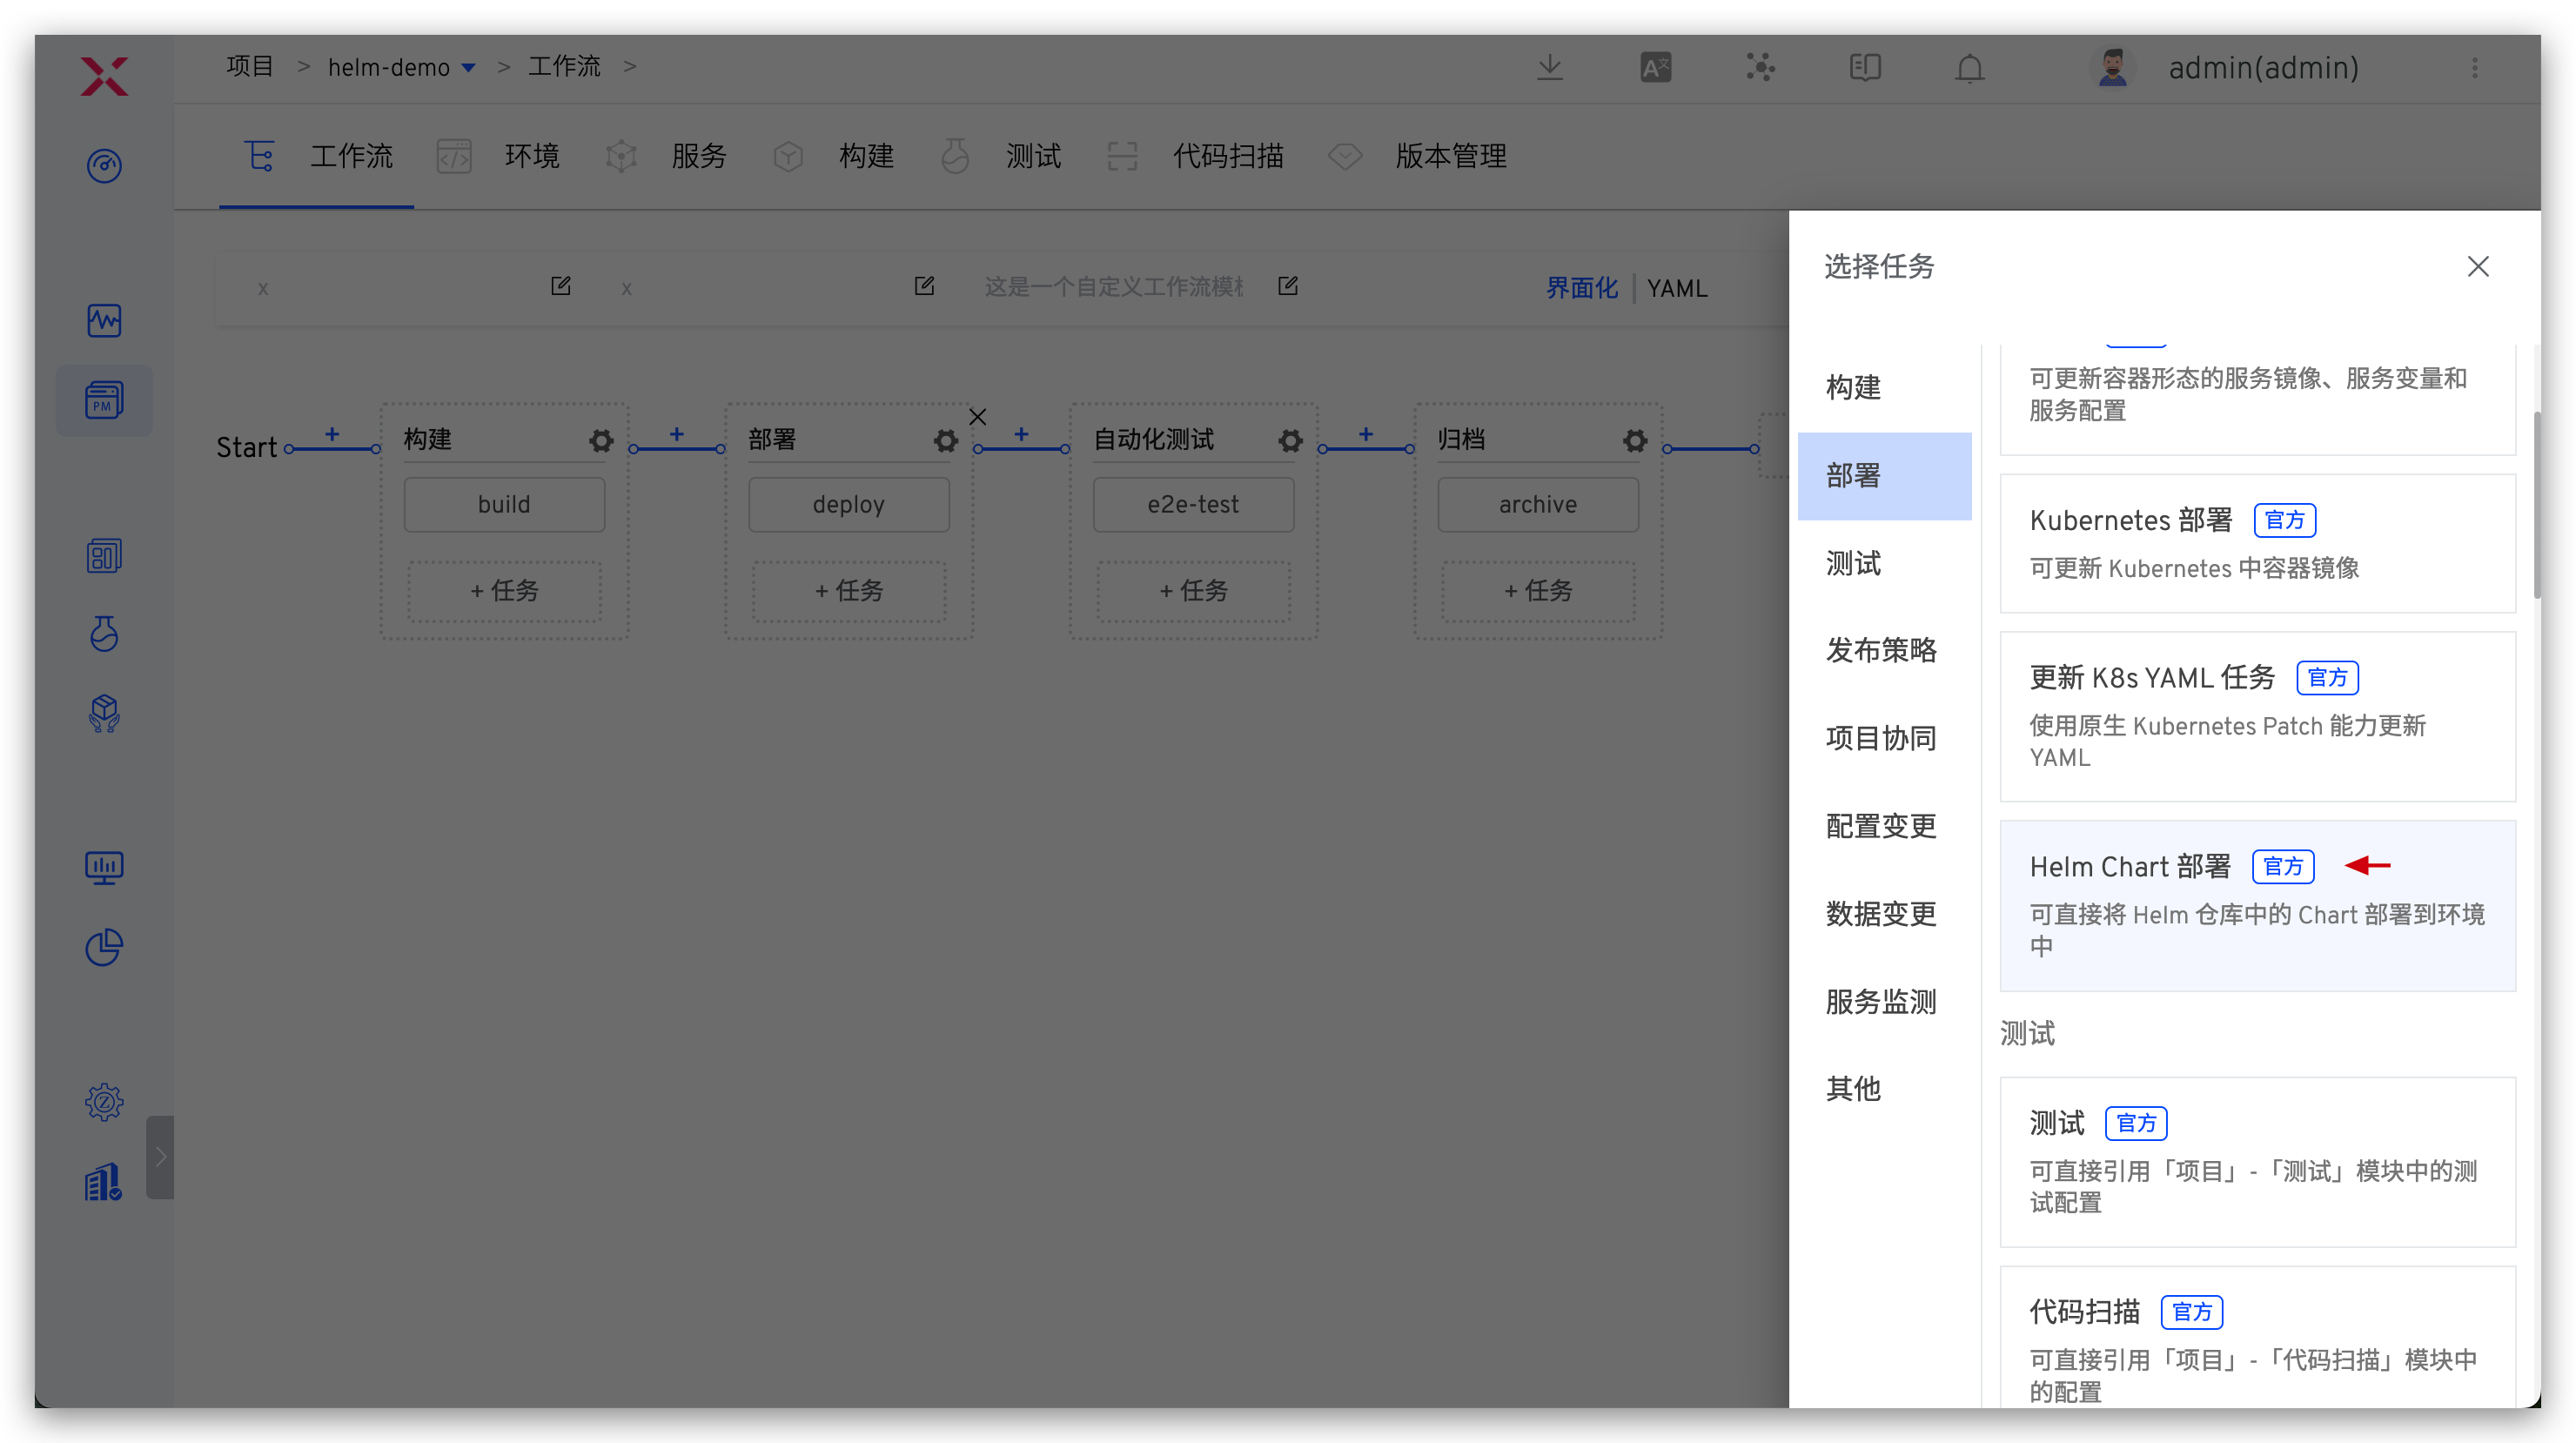 项目 > helm-demo > 工作流 >
admin(admin)
工作流 环境 服务 构建 测试 代码扫描 版本管理
x x 这是一个自定义工作流模 界面化 | YAML
Start
构建
build
+ 任务
部署
deploy
+ 任务
自动化测试
e2e-test
+ 任务
归档
archive
+ 任务
PM
选择任务
构建
部署
测试
发布策略
项目协同
配置变更
数据变更
服务监测
其他
可更新容器形态的服务镜像、服务变量和
服务配置
Kubernetes 部署 官方
可更新 Kubernetes 中容器镜像
更新 K8s YAML 任务 官方
使用原生 Kubernetes Patch 能力更新
YAML
Helm Chart 部署 官方
可直接将 Helm 仓库中的 Chart 部署到环境
中
测试
测试 官方
可直接引用「项目」-「测试」模块中的测
试配置
代码扫描 官方
可直接引用「项目」-「代码扫描」模块中
的配置